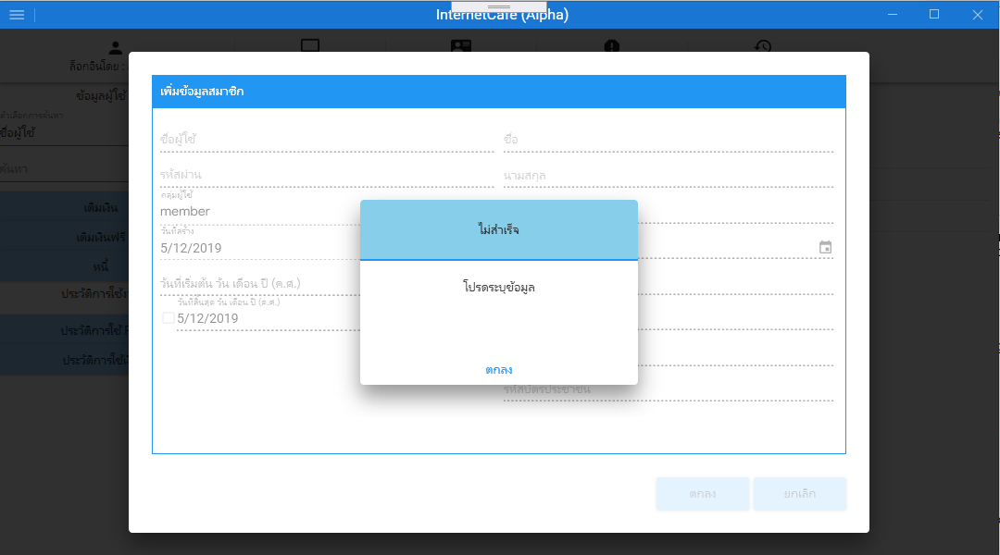 InternetCafe (Alpha)
ล็อกอินโดย :
ข้อมูลผู้ใช้
ตัวเลือกการค้นหา
ชื่อผู้ใช้
ค้นหา
เติมเงิน
เติมเงินฟรี
หนี้
ประวัติการใช้
ประวัติการใช้
ประวัติการใช้
เพิ่มข้อมูลสมาชิก
ชื่อผู้ใช้
ชื่อ
รหัสผ่าน
นามสกุล
กลุ่มผู้ใช้
member
วันที่สร้าง
5/12/2019
วันที่เริ่มต้น วัน เดือน ปี (ค.ศ.)
วันที่สิ้นสุด วัน เดือน ปี (ค.ศ.)
5/12/2019
รหัสบัตรประชาชน
ไม่สำเร็จ
โปรดระบุข้อมูล
ตกลง
ตกลง
ยกเลิก